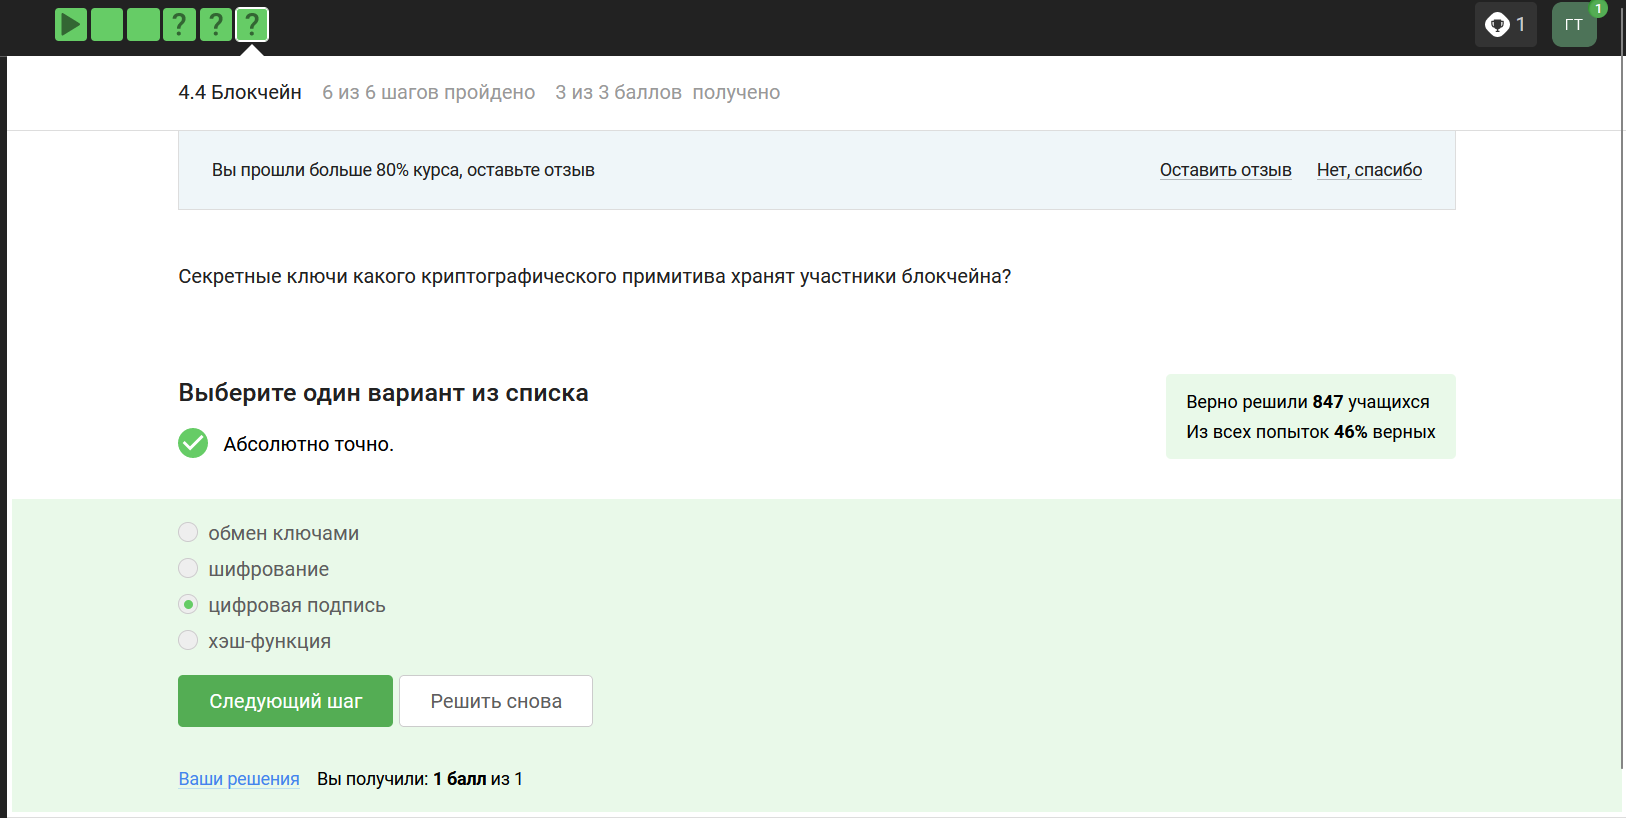 ? ? ?
1
ГТ
1
4.4 Блокчейн 6 из 6 шагов пройдено 3 из 3 баллов получено
Вы прошли больше 80% курса, оставьте отзыв Оставить отзыв Нет, спасибо
Секретные ключи какого криптографического примитива хранят участники блокчейна?
Выберите один вариант из списка
Верно решили 847 учащихся
Из всех попыток 46% верных
Абсолютно точно.
обмен ключами
шифрование
цифровая подпись
хэш-функция
Следующий шаг Решить снова
Ваши решения Вы получили: 1 балл из 1